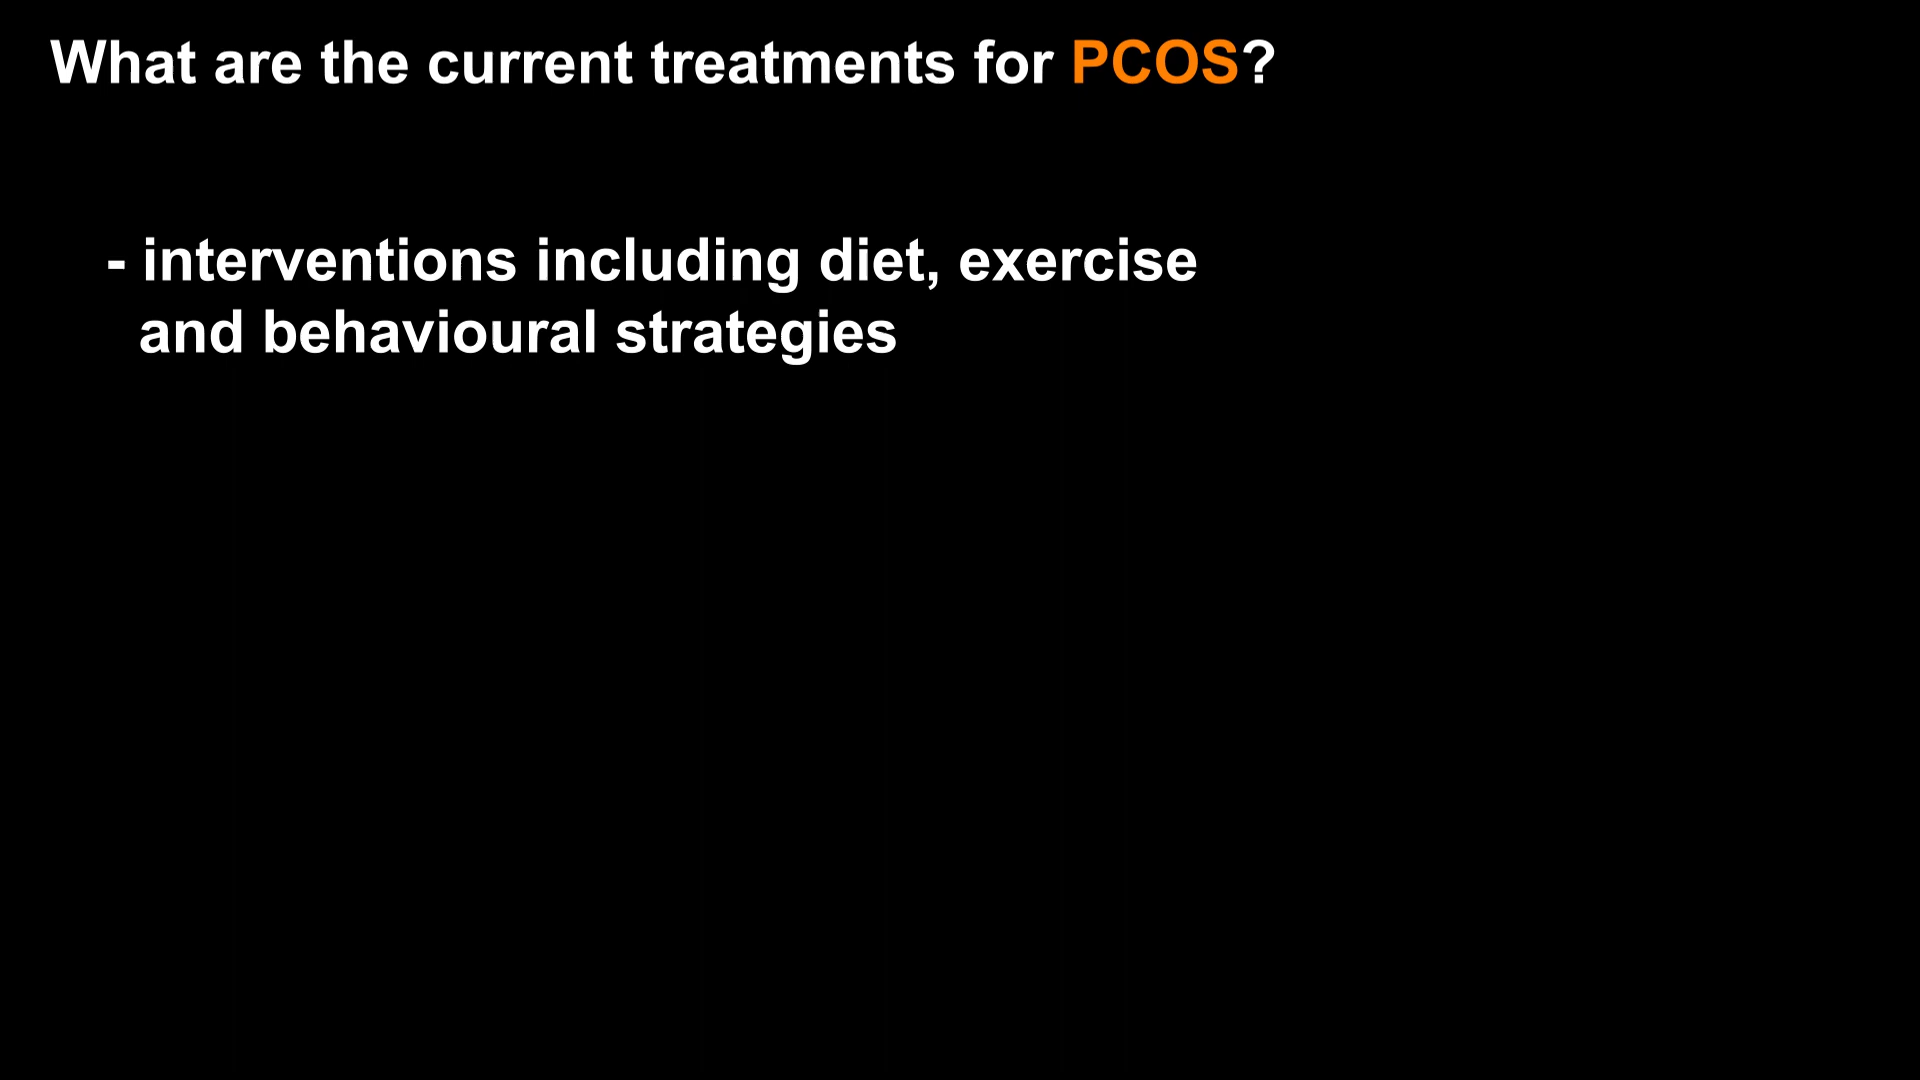 What are the current treatments for PCOS?
- interventions including diet, exercise
and behavioural strategies